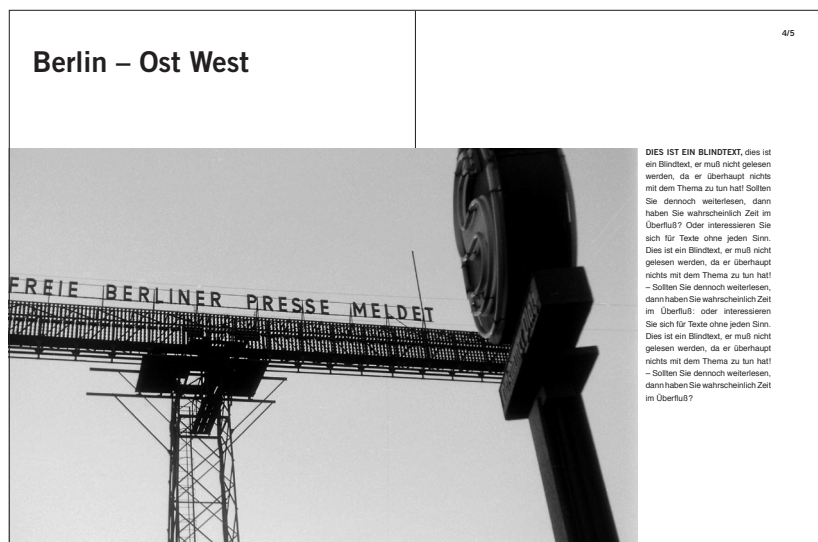 4/5
Berlin – Ost West
DIES IST EIN BLINDTEXT, dies ist
ein Blindtext, er muß nicht gelesen
werden, da er überhaupt nichts
mit dem Thema zu tun hat! Sollten
Sie dennoch weiterlesen, dann
haben Sie wahrscheinlich Zeit im
Überfluß? Oder interessieren Sie
sich für Texte ohne jeden Sinn.
Dies ist ein Blindtext, er muß nicht
gelesen werden, da er überhaupt
nichts mit dem Thema zu tun hat!
– Sollten Sie dennoch weiterlesen,
dann haben Sie wahrscheinlich Zeit
im Überfluß: oder interessieren
Sie sich für Texte ohne jeden Sinn.
Dies ist ein Blindtext, er muß nicht
gelesen werden, da er überhaupt
nichts mit dem Thema zu tun hat!
– Sollten Sie dennoch weiterlesen,
dann haben Sie wahrscheinlich Zeit
im Überfluß?
FREIE BERLINER PRESSE MELDET